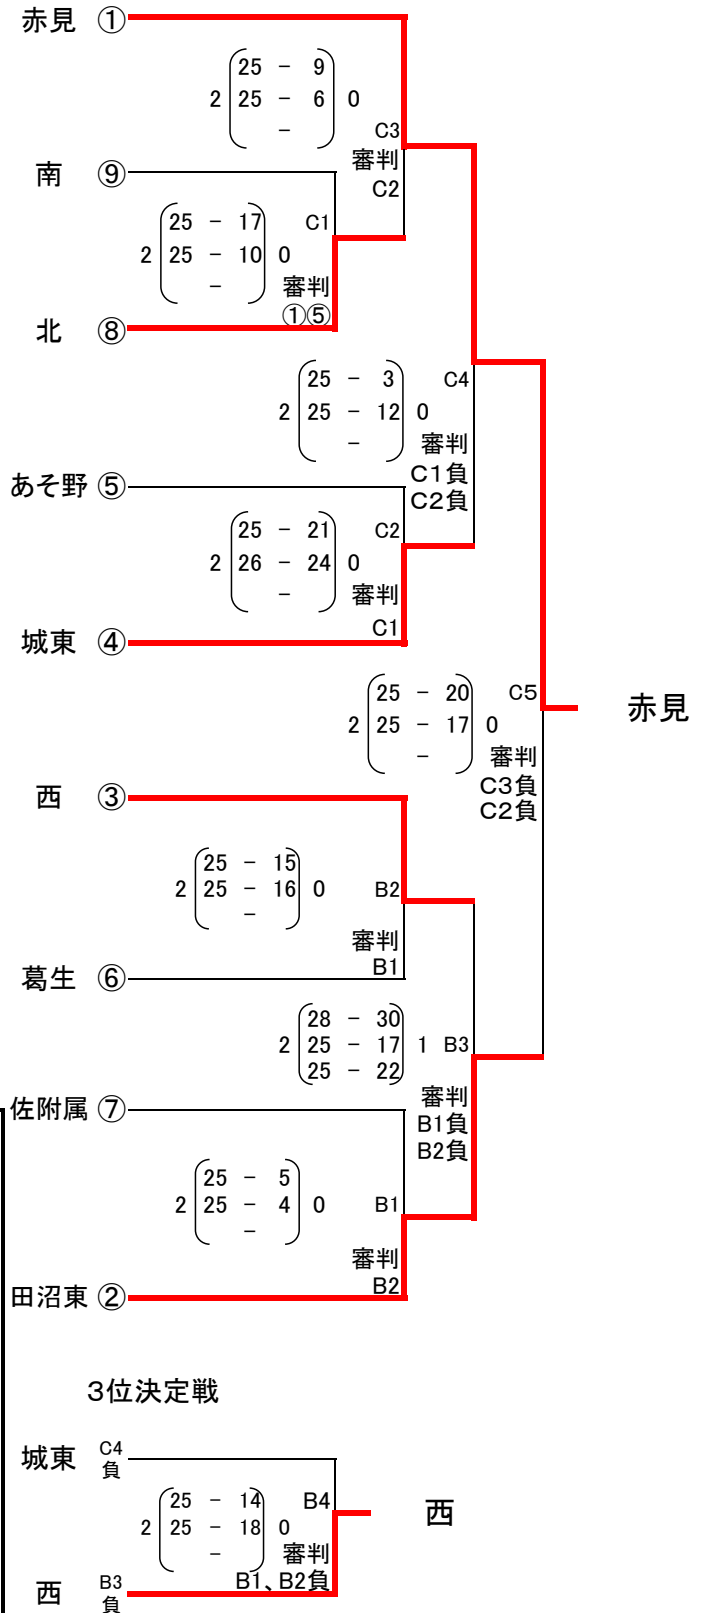 赤見 ①
25 - 9
2 25 - 6 0
-
C3
審判
C2
南 ⑨
25 - 17 C1
2 25 - 10 0
-
審判
①⑤
北 ⑧
25 - 3 C4
2 25 - 12 0
-
審判
C1負
C2負
あそ野 ⑤
25 - 21 C2
2 26 - 24 0
-
審判
C1
城東 ④
25 - 20 C5
2 25 - 17 0
-
審判
C3負
C2負
赤見
西 ③
25 - 15
2 25 - 16 0 B2
-
審判
B1
葛生 ⑥
28 - 30
2 25 - 17 1 B3
25 - 22
審判
B1負
B2負
佐附属 ⑦
25 - 5
2 25 - 4 0 B1
-
審判
B2
田沼東 ②
3位決定戦
城東 C4負
25 - 14 B4
2 25 - 18 0
-
審判
B1、B2負
西
西 B3負